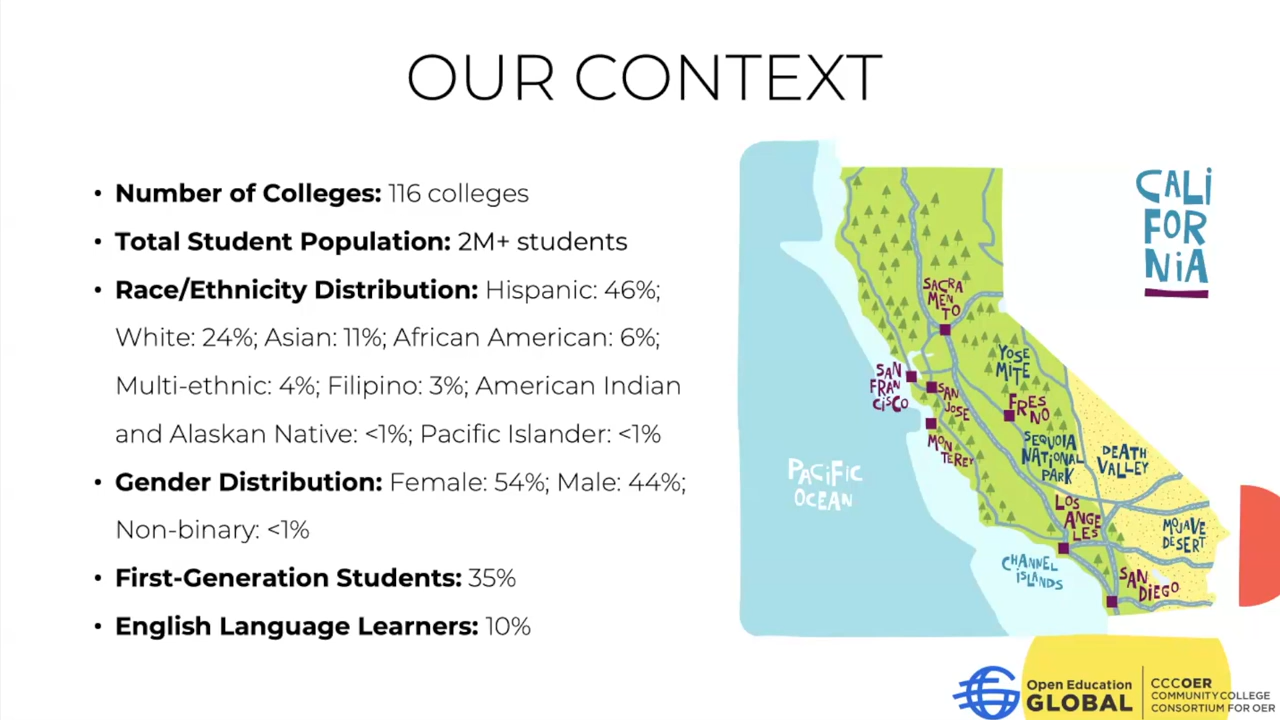 OUR CONTEXT
• Number of Colleges: 116 colleges
• Total Student Population: 2M+ students
• Race/Ethnicity Distribution: Hispanic: 46%;
White: 24%; Asian: 11%; African American: 6%;
Multi-ethnic: 4%; Filipino: 3%; American Indian
and Alaskan Native: <1%; Pacific Islander: <1%
• Gender Distribution: Female: 54%; Male: 44%;
Non-binary: <1%
• First-Generation Students: 35%
• English Language Learners: 10%
CALI
FOR
NiA
SACRA
MEN
TO
YOSE
MiTE
SAN
FRAN
CiSCO
SAN
JOSE
FRES
NO
MON
TEREY
SEQUOIA
NATIONAL
PARK
DEATH
VALLEY
PACiFiC
OCEAN
LOS
ANGE
LES
MOJAVE
DESERT
CHANNEL
iSLANDS
SAN
DiEGO
Open Education
GLOBAL
CCCOER
COMMUNITY COLLEGE
CONSORTIUM FOR OER